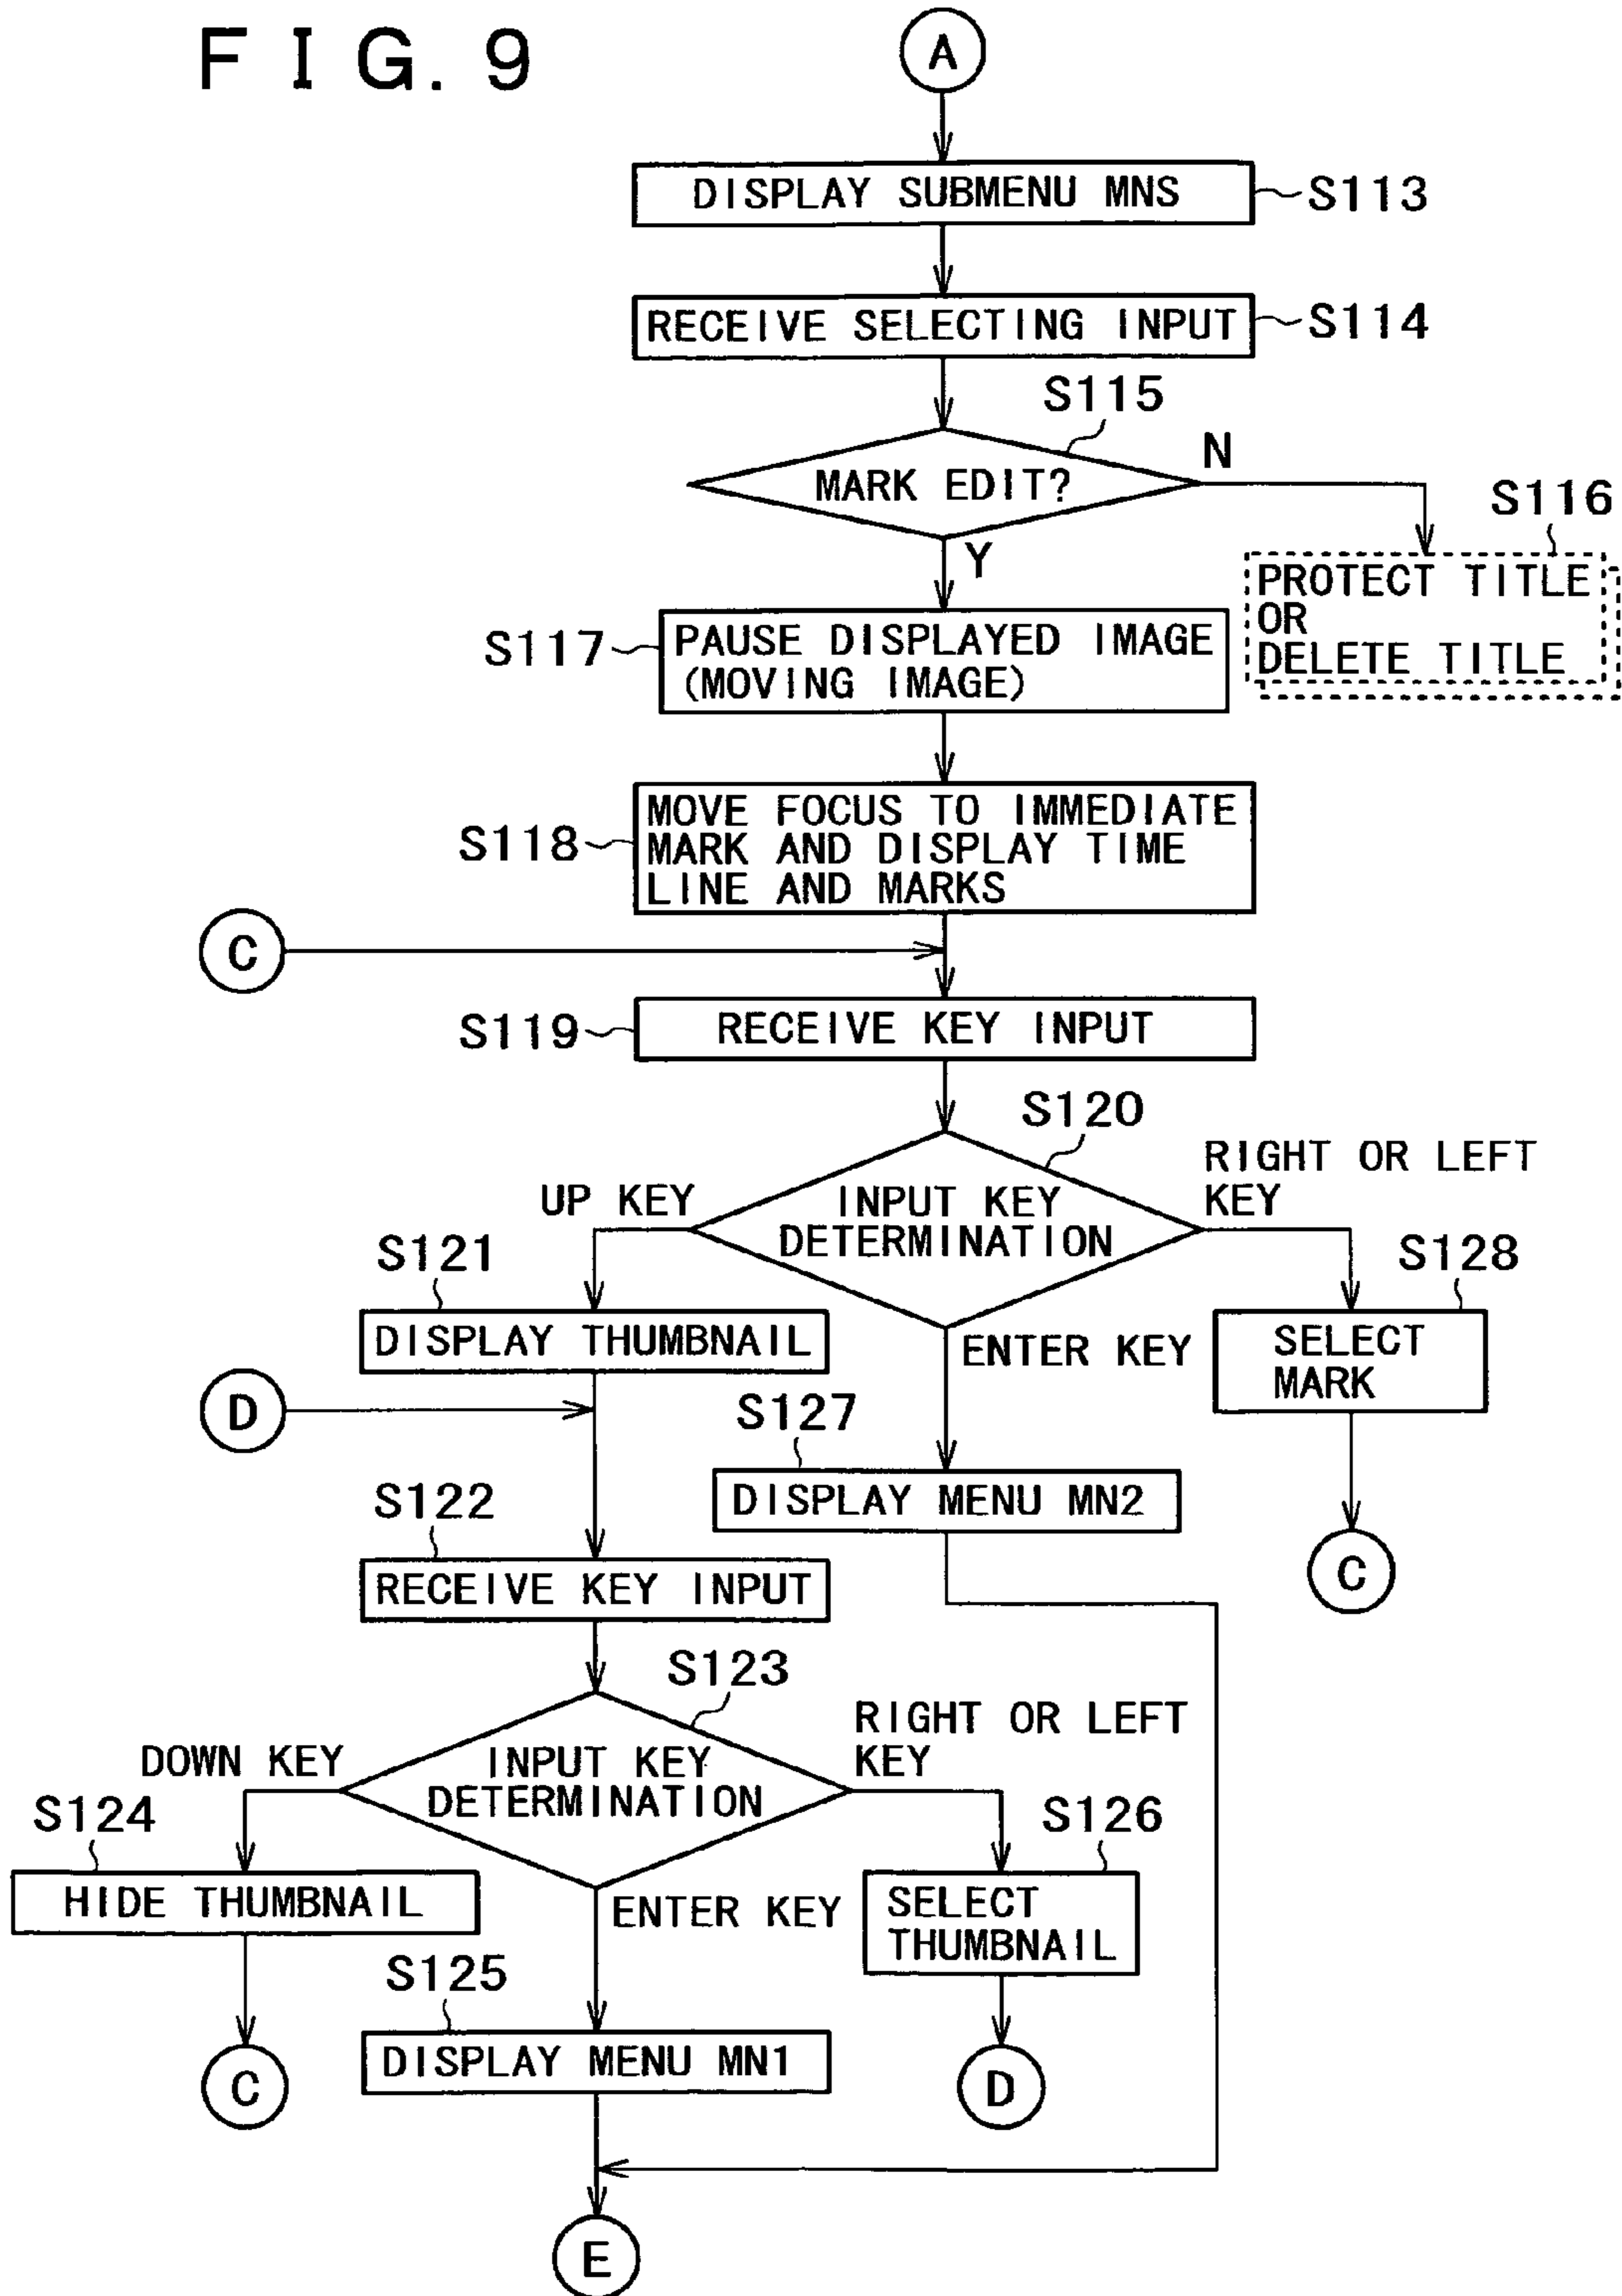 FIG. 9
A
DISPLAY SUBMENU MNS
S113
RECEIVE SELECTING INPUT
S114
S115
MARK EDIT?
N
Y
S116
PROTECT TITLE
OR
DELETE TITLE
S117
PAUSE DISPLAYED IMAGE
(MOVING IMAGE)
S118
MOVE FOCUS TO IMMEDIATE
MARK AND DISPLAY TIME
LINE AND MARKS
C
S119
RECEIVE KEY INPUT
S120
INPUT KEY
DETERMINATION
UP KEY
RIGHT OR LEFT
KEY
ENTER KEY
S121
DISPLAY THUMBNAIL
S128
SELECT
MARK
C
D
S127
DISPLAY MENU MN2
S122
RECEIVE KEY INPUT
S123
INPUT KEY
DETERMINATION
DOWN KEY
RIGHT OR LEFT
KEY
ENTER KEY
S124
HIDE THUMBNAIL
C
S125
DISPLAY MENU MN1
S126
SELECT
THUMBNAIL
D
E